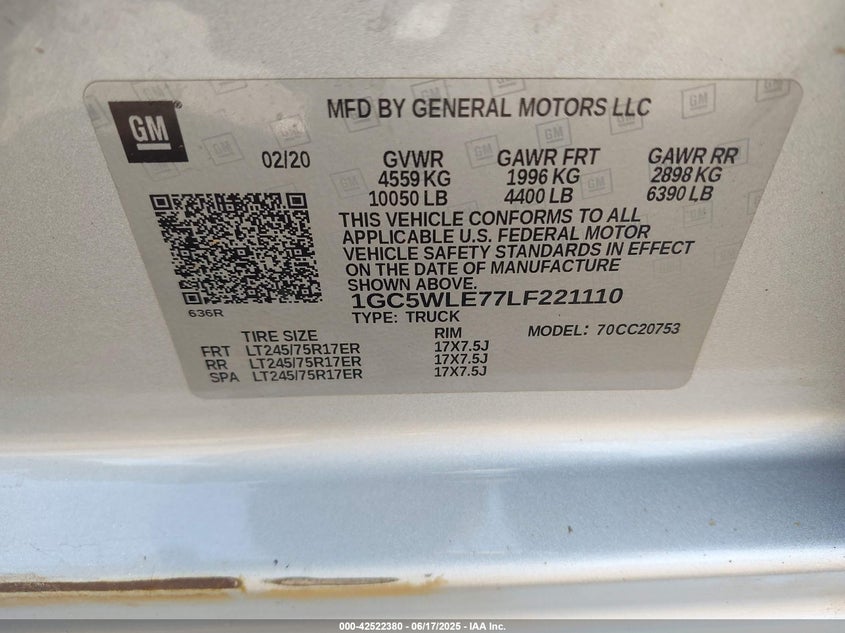 GM
MFD BY GENERAL MOTORS LLC
02/20 GVWR GAWR FRT GAWR RR
4559 KG 1996 KG 2898 KG
10050 LB 4400 LB 6390 LB
THIS VEHICLE CONFORMS TO ALL
APPLICABLE U.S. FEDERAL MOTOR
VEHICLE SAFETY STANDARDS IN EFFECT
ON THE DATE OF MANUFACTURE
SHOWN ABOVE.
1GC5WLE77LF221110
636R
TYPE: TRUCK
MODEL: 70CC20753
TIRE SIZE RIM
FRT LT245/75R17ER 17X7.5J
RR LT245/75R17ER 17X7.5J
SPA LT245/75R17ER 17X7.5J
000-42522380 - 06/17/2025 - IAA Inc.